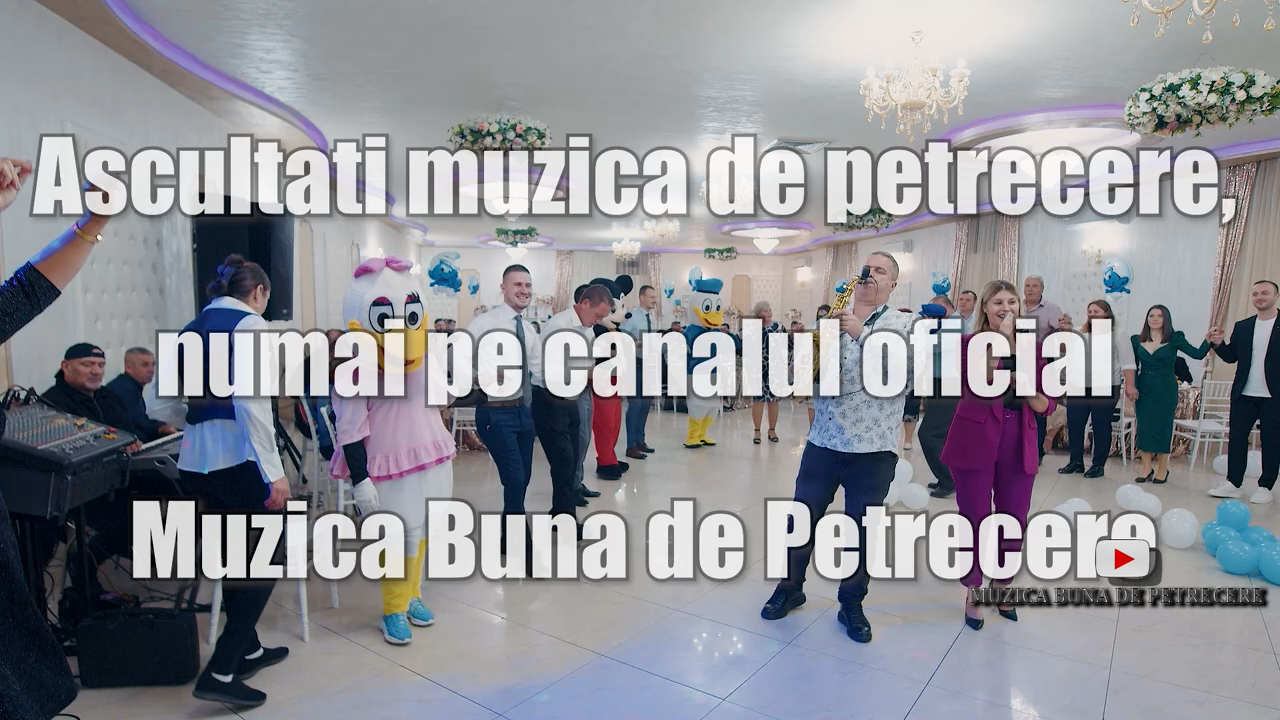 Ascultati muzica de petrecere,
numai pe canalul oficial
Muzica Buna de Petrecere
MUZICA BUNA DE PETRECERE